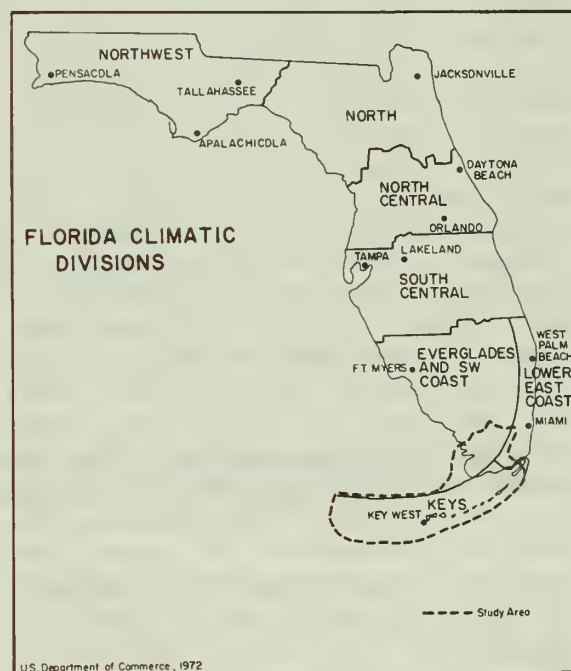 NORTHWEST
PENSACOLA
TALLAHASSEE
JACKSONVILLE
NORTH
APALACHICOLA
DAYTONA
BEACH
NORTH
CENTRAL
ORLANDO
FLORIDA CLIMATIC
DIVISIONS
TAMPA
LAKELAND
SOUTH
CENTRAL
WEST
PALM
BEACH
EVERGLADES
AND SW
COAST
FT. MYERS
LOWER
EAST
COAST
MIAMI
KEYS
KEY WEST
Study Area
US Department of Commerce, 1972